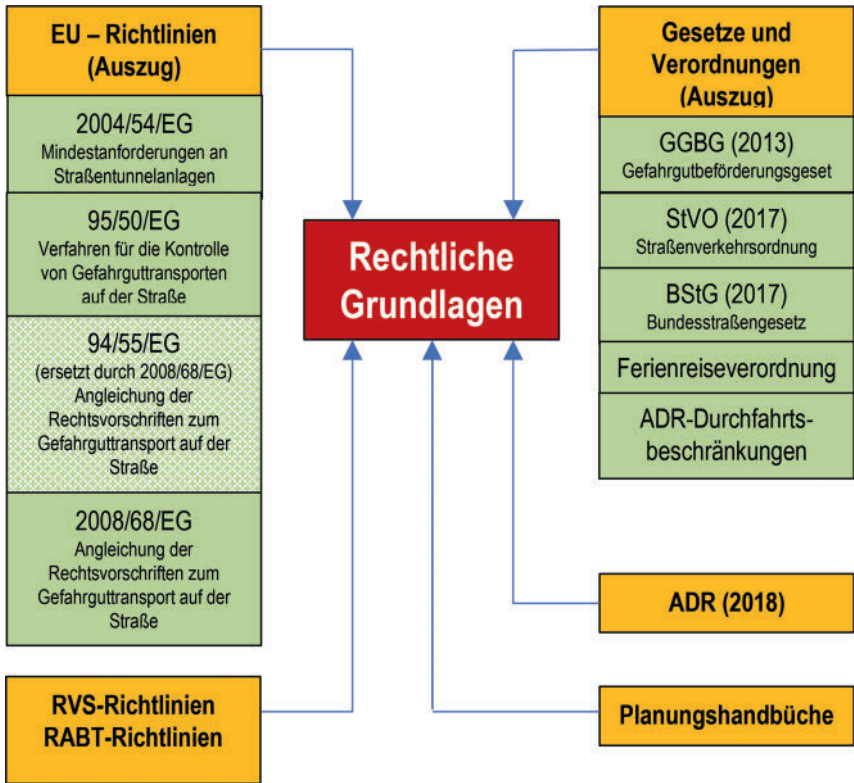 EU – Richtlinien
(Auszug)
2004/54/EG
Mindestanforderungen an
Straßentunnelanlagen
95/50/EG
Verfahren für die Kontrolle
von Gefahrguttransporten
auf der Straße
94/55/EG
(ersetzt durch 2008/68/EG)
Angleichung der
Rechtsvorschriften zum
Gefahrguttransport auf der
Straße
2008/68/EG
Angleichung der
Rechtsvorschriften zum
Gefahrguttransport auf der
Straße
RVS-Richtlinien
RABT-Richtlinien
Rechtliche
Grundlagen
Gesetze und
Verordnungen
(Auszug)
GGBG (2013)
Gefahrgutbeförderungsgeset
StVO (2017)
Straßenverkehrsordnung
BStG (2017)
Bundesstraßengesetz
Ferienreiseverordnung
ADR-Durchfahrts-
beschränkungen
ADR (2018)
Planungshandbüche